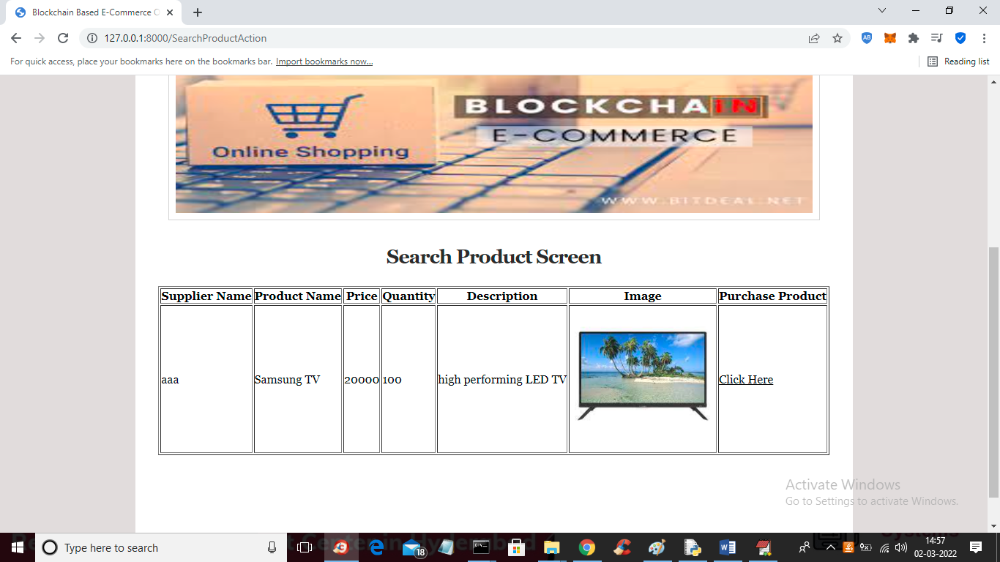 Blockchain Based E-Commerce
127.0.0.1:8000/SearchProductAction
AB
For quick access, place your bookmarks here on the bookmarks bar. Import bookmarks now...
Reading list
Online Shopping
BLOCKCHAIN
E-COMMERCE
WWW.BITDEAL.NET
Search Product Screen
Supplier Name Product Name Price Quantity Description Image Purchase Product
aaa Samsung TV 20000 100 high performing LED TV Click Here
Activate Windows
Go to Settings to activate Windows.
Type here to search
18
14:57
02-03-2022